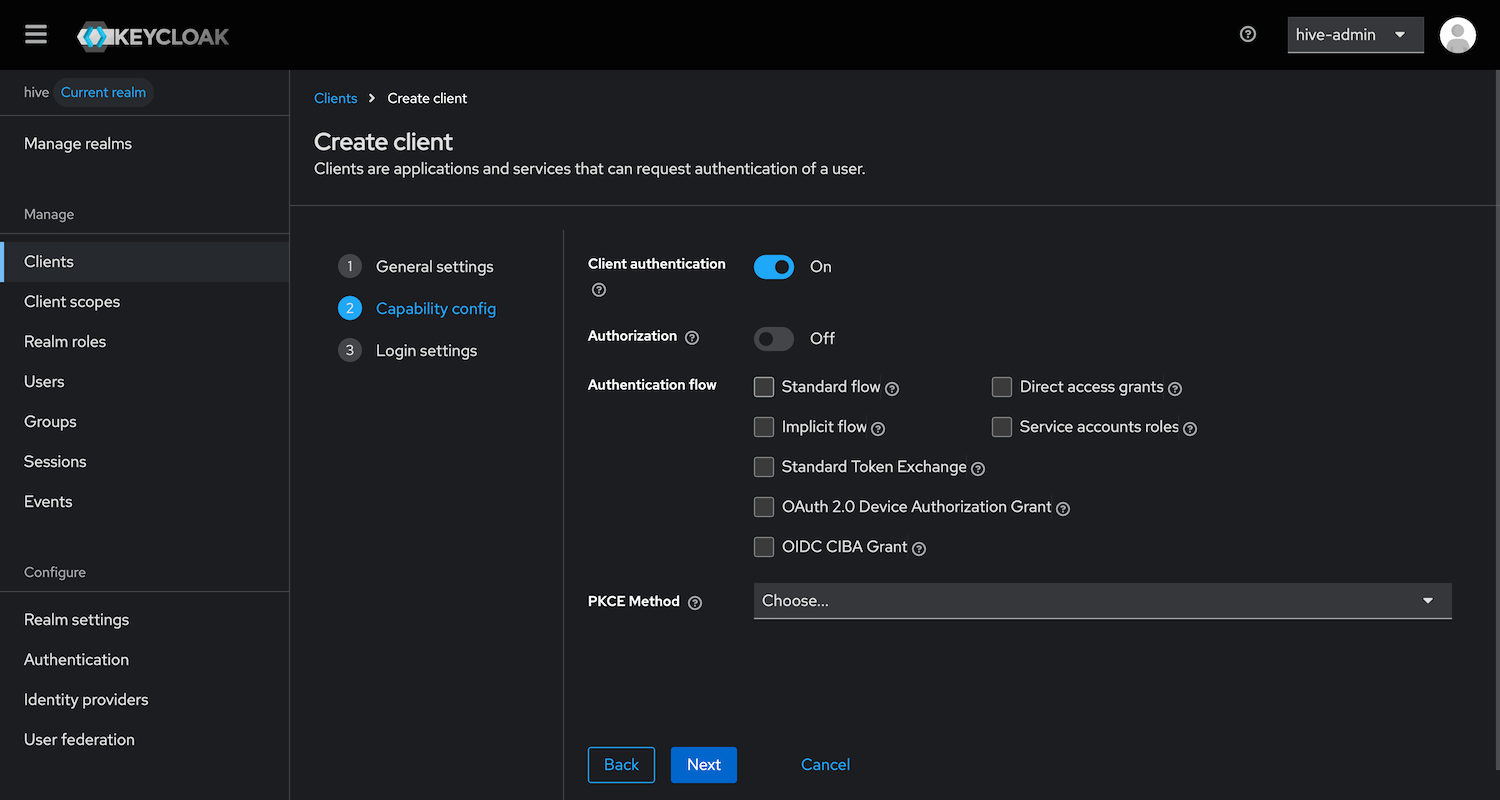 KEYCLOAK
hive-admin
hive Current realm
Manage realms
Manage
Clients
Client scopes
Realm roles
Users
Groups
Sessions
Events
Configure
Realm settings
Authentication
Identity providers
User federation
Clients > Create client
Create client
Clients are applications and services that can request authentication of a user.
1 General settings
2 Capability config
3 Login settings
Client authentication On
Authorization Off
Authentication flow
Standard flow Direct access grants
Implicit flow Service accounts roles
Standard Token Exchange
OAuth 2.0 Device Authorization Grant
OIDC CIBA Grant
PKCE Method Choose...
Back Next Cancel